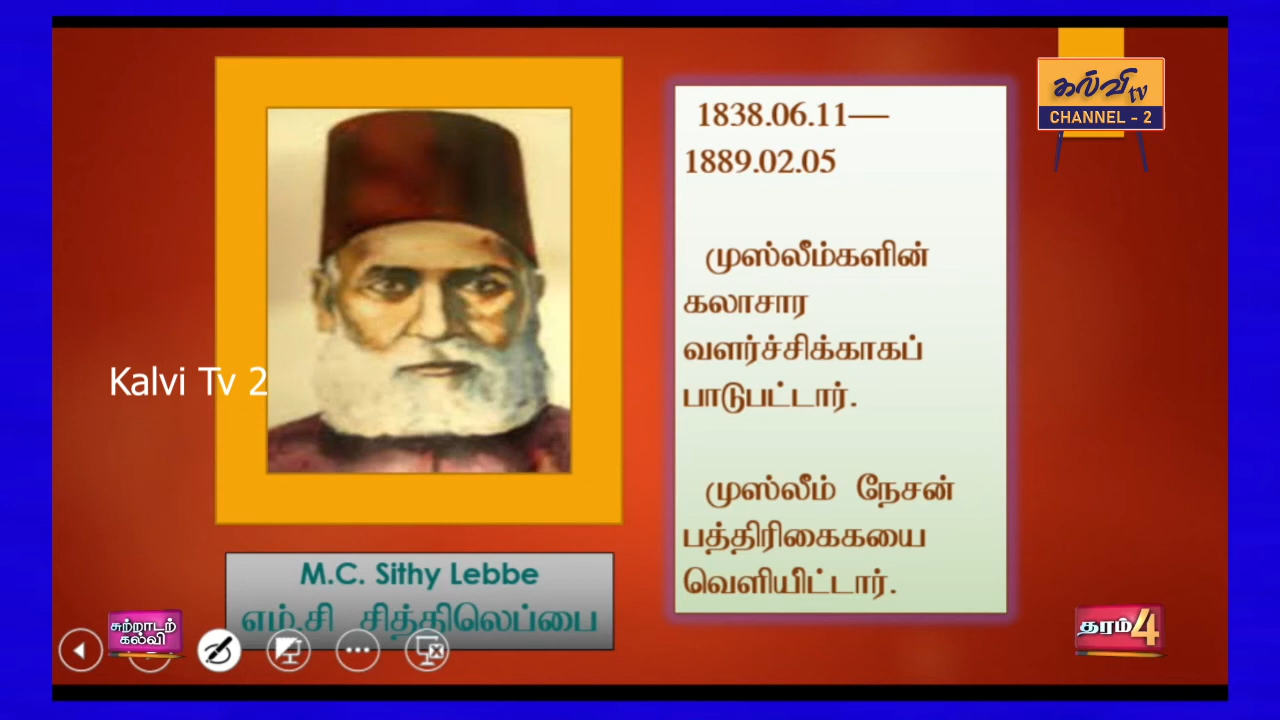 கல்வி tv
CHANNEL - 2
1838.06.11—
1889.02.05
முஸ்லீம்களின்
கலாசார
வளர்ச்சிக்காகப்
பாடுபட்டார்.
முஸ்லீம் நேசன்
பத்திரிகைகயை
வெளியிட்டார்.
Kalvi Tv 2
M.C. Sithy Lebbe
எம்.சி சித்திலெப்பை
சுற்றாடற்
கல்வி
தரம் 4